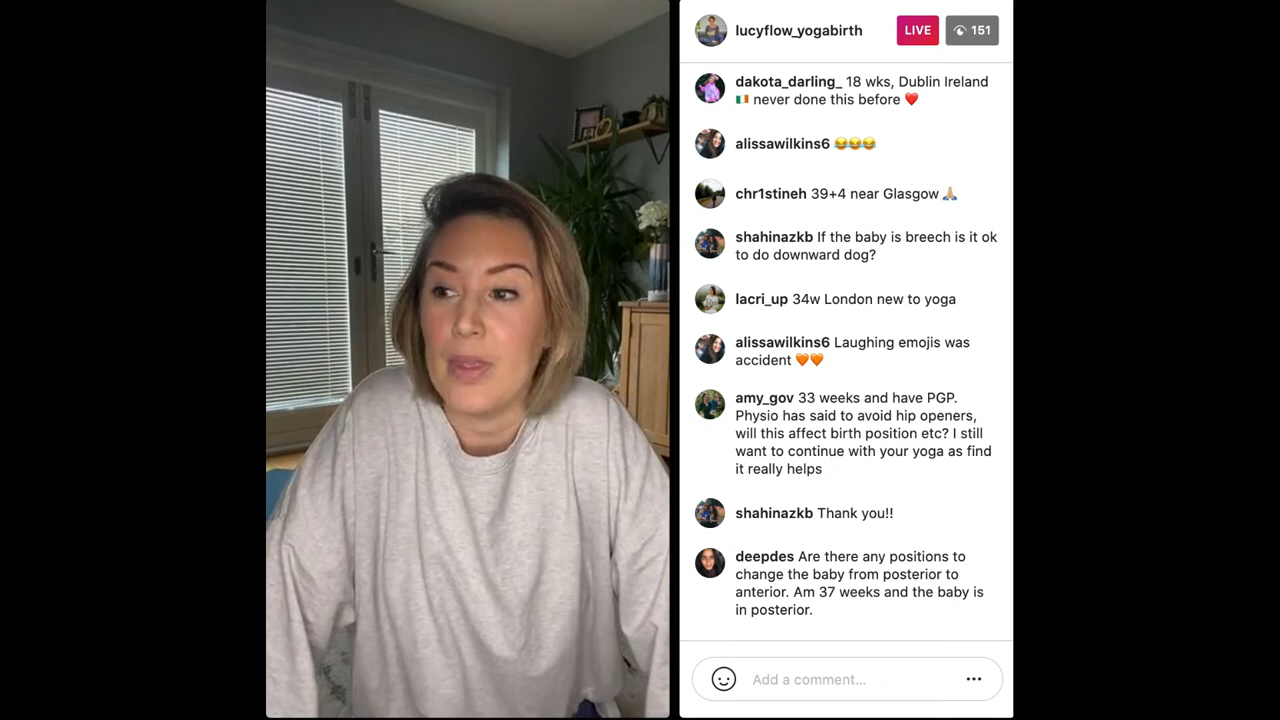 lucyflow_yogabirth LIVE 151
dakota_darling_ 18 wks, Dublin Ireland
🇮🇪 never done this before ❤️
alissawilkins6 😂😂😂
chr1stineh 39+4 near Glasgow 🙏🏼
shahinazkb If the baby is breech is it ok
to do downward dog?
lacri_up 34w London new to yoga
alissawilkins6 Laughing emojis was
accident 🧡🧡
amy_gov 33 weeks and have PGP.
Physio has said to avoid hip openers,
will this affect birth position etc? I still
want to continue with your yoga as find
it really helps
shahinazkb Thank you!!
deepdes Are there any positions to
change the baby from posterior to
anterior. Am 37 weeks and the baby is
in posterior.
Add a comment...